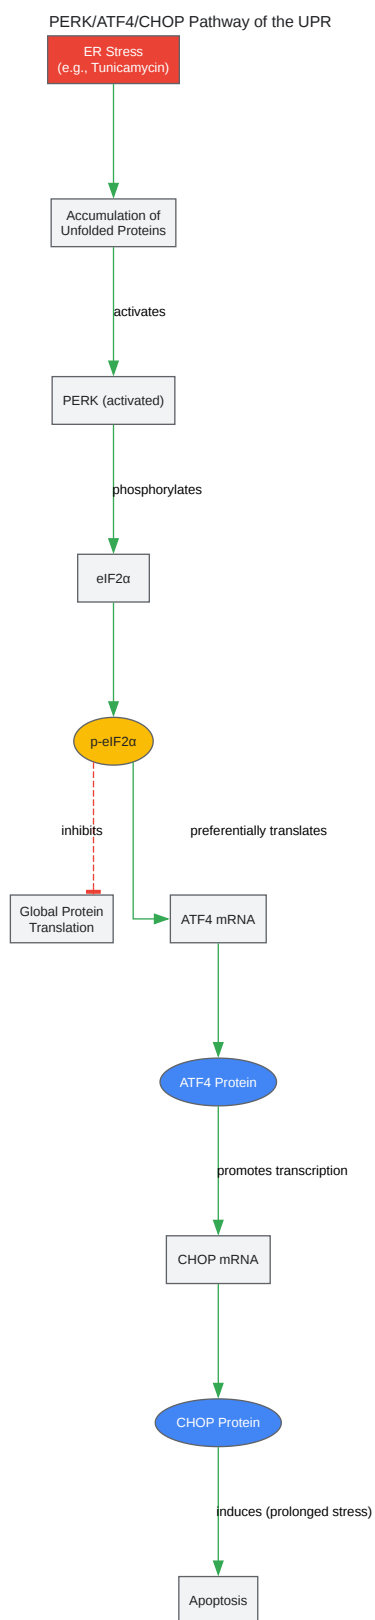 PERK/ATF4/CHOP Pathway of the UPR
ER Stress
(e.g., Tunicamycin)
Accumulation of
Unfolded Proteins
activates
PERK (activated)
phosphorylates
eIF2α
p-eIF2α
inhibits
preferentially translates
Global Protein
Translation
ATF4 mRNA
ATF4 Protein
promotes transcription
CHOP mRNA
CHOP Protein
induces (prolonged stress)
Apoptosis